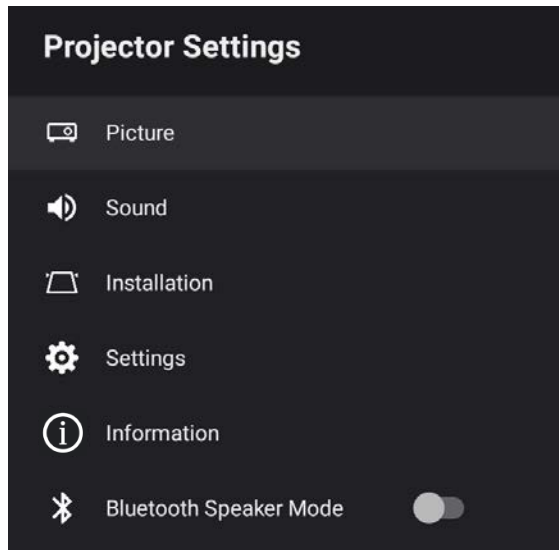 Projector Settings
Picture
Sound
Installation
Settings
Information
Bluetooth Speaker Mode